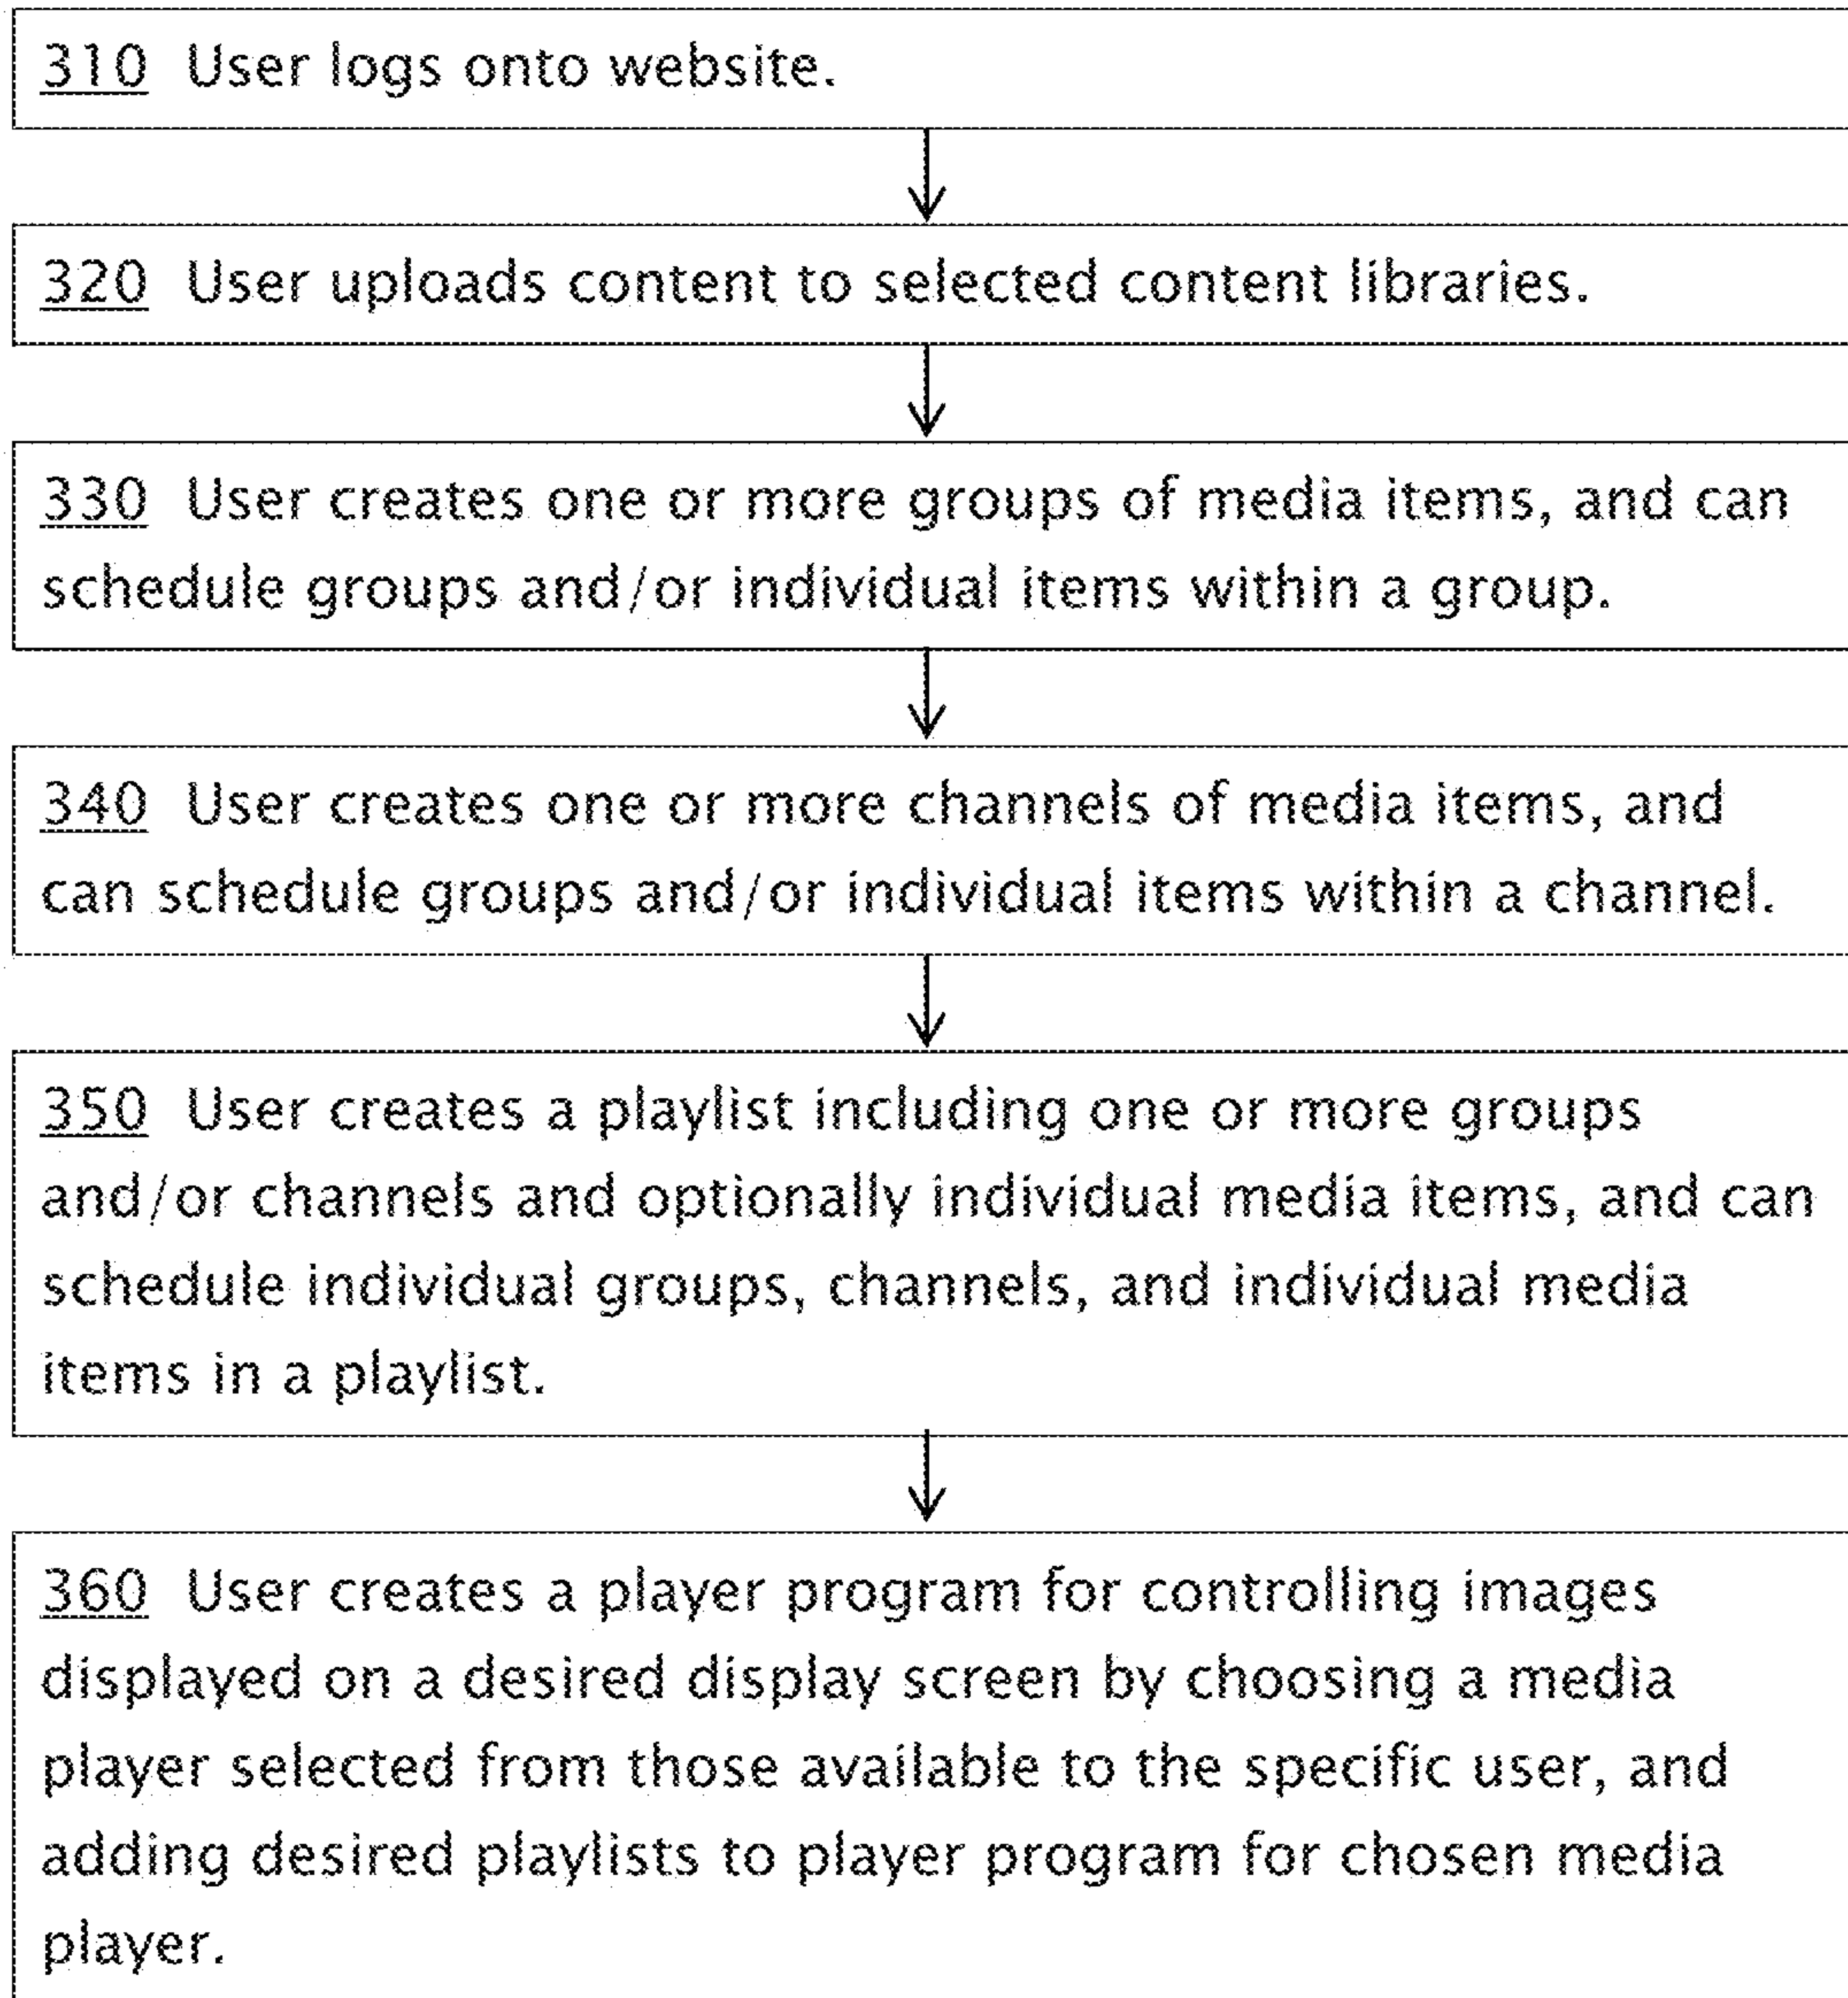 310 User logs onto website.
320 User uploads content to selected content libraries.
330 User creates one or more groups of media items, and can
schedule groups and/or individual items within a group.
340 User creates one or more channels of media items, and
can schedule groups and/or individual items within a channel.
350 User creates a playlist including one or more groups
and/or channels and optionally individual media items, and can
schedule individual groups, channels, and individual media
items in a playlist.
360 User creates a player program for controlling images
displayed on a desired display screen by choosing a media
player selected from those available to the specific user, and
adding desired playlists to player program for chosen media
player.